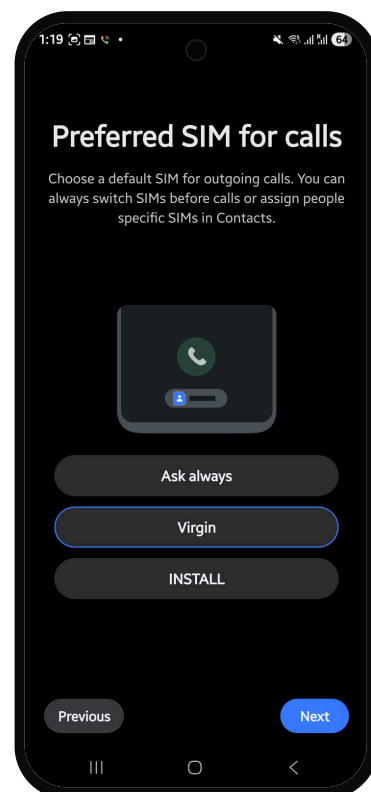 1:19
64
Preferred SIM for calls
Choose a default SIM for outgoing calls. You can
always switch SIMs before calls or assign people
specific SIMs in Contacts.
Ask always
Virgin
INSTALL
Previous Next